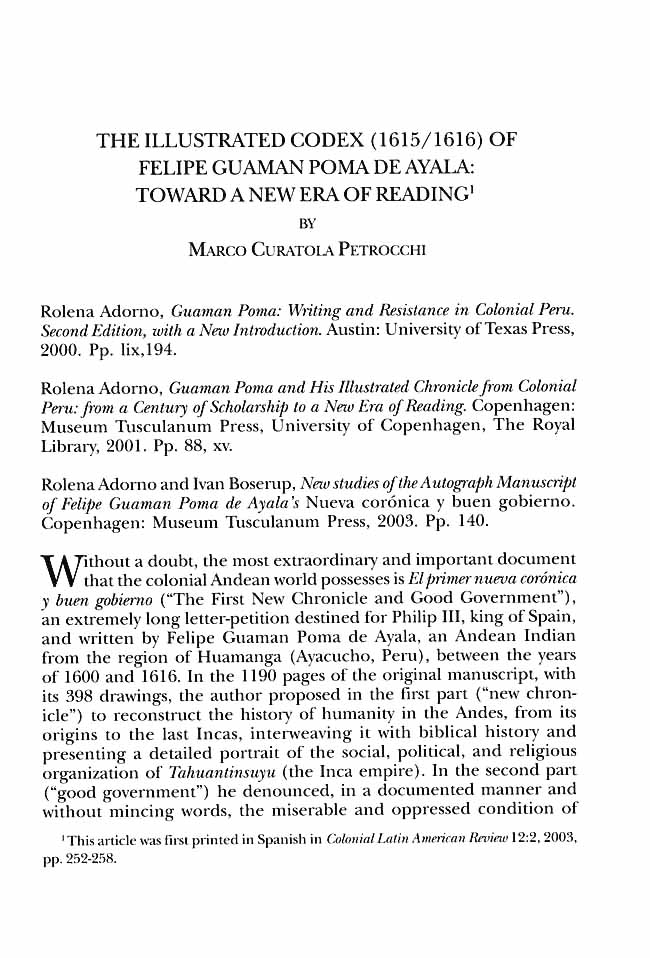 THE ILLUSTRATED CODEX (1615/1616) OF
FELIPE GUAMAN POMA DE AYALA:
TOWARD A NEW ERA OF READING¹
BY
MARCO CURATOLA PETROCCHI
Rolena Adorno, Guaman Poma: Writing and Resistance in Colonial Peru.
Second Edition, with a New Introduction. Austin: University of Texas Press,
2000. Pp. lix,194.
Rolena Adorno, Guaman Poma and His Illustrated Chronicle from Colonial
Peru: from a Century of Scholarship to a New Era of Reading. Copenhagen:
Museum Tusculanum Press, University of Copenhagen, The Royal
Library, 2001. Pp. 88, xv.
Rolena Adorno and Ivan Boserup, New studies of the Autograph Manuscript
of Felipe Guaman Poma de Ayala's Nueva corónica y buen gobierno.
Copenhagen: Museum Tusculanum Press, 2003. Pp. 140.
Without a doubt, the most extraordinary and important document
that the colonial Andean world possesses is El primer nueva corónica
y buen gobierno ("The First New Chronicle and Good Government"),
an extremely long letter-petition destined for Philip III, king of Spain,
and written by Felipe Guaman Poma de Ayala, an Andean Indian
from the region of Huamanga (Ayacucho, Peru), between the years
of 1600 and 1616. In the 1190 pages of the original manuscript, with
its 398 drawings, the author proposed in the first part ("new chron-
icle") to reconstruct the history of humanity in the Andes, from its
origins to the last Incas, interweaving it with biblical history and
presenting a detailed portrait of the social, political, and religious
organization of Tahuantinsuyu (the Inca empire). In the second part
("good government") he denounced, in a documented manner and
without mincing words, the miserable and oppressed condition of
¹ This article was first printed in Spanish in Colonial Latin American Review 12:2, 2003,
pp. 252-258.